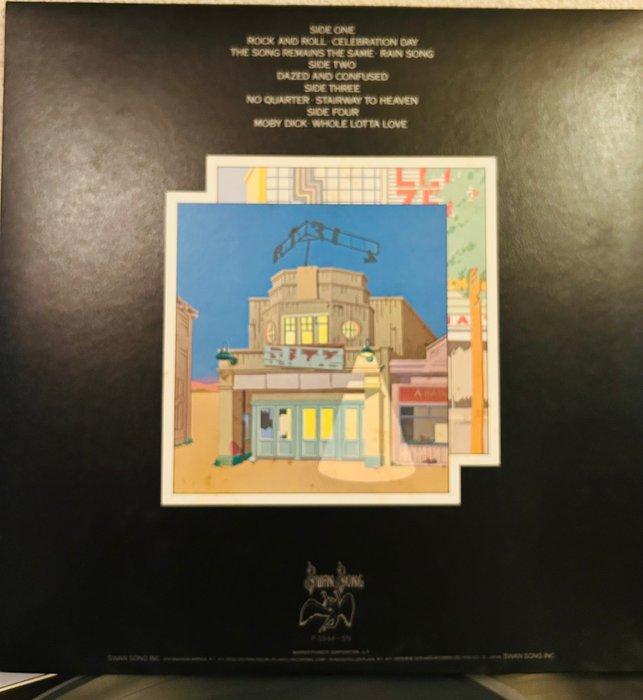 SIDE ONE
ROCK AND ROLL · CELEBRATION DAY
THE SONG REMAINS THE SAME · RAIN SONG
SIDE TWO
DAZED AND CONFUSED
SIDE THREE
NO QUARTER · STAIRWAY TO HEAVEN
SIDE FOUR
MOBY DICK · WHOLE LOTTA LOVE
SWAN SONG
SWAN SONG INC.
SWAN SONG INC.